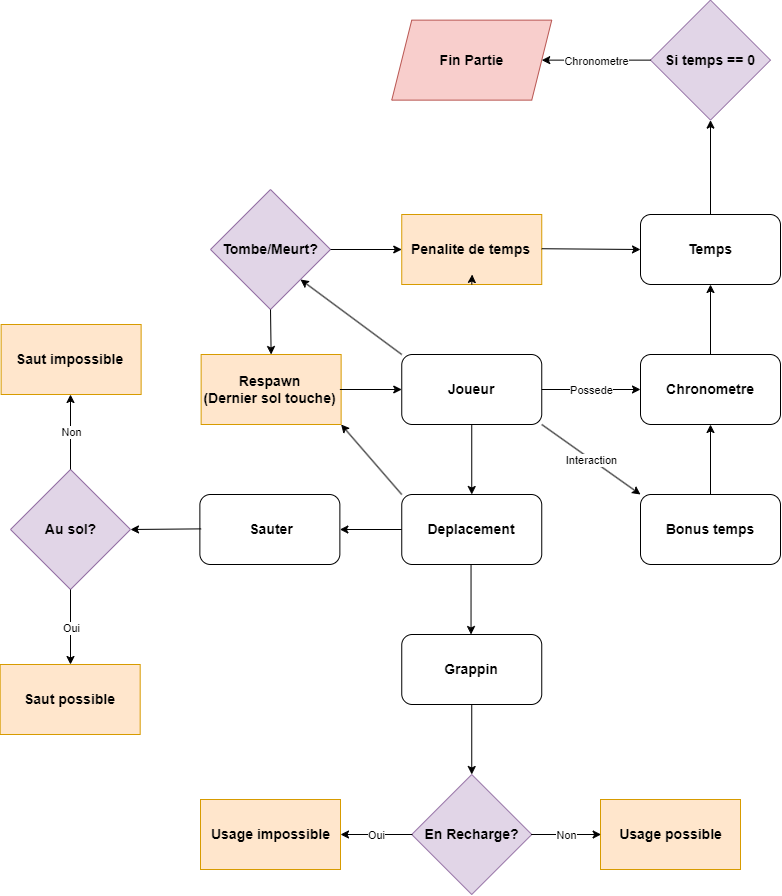 Fin Partie
Chronometre
Si temps == 0
Tombe/Meurt?
Penalite de temps
Temps
Saut impossible
Respawn
(Dernier sol touche)
Joueur
Possede
Chronometre
Non
Interaction
Au sol?
Sauter
Deplacement
Bonus temps
Oui
Grappin
Saut possible
Usage impossible
Oui
En Recharge?
Non
Usage possible